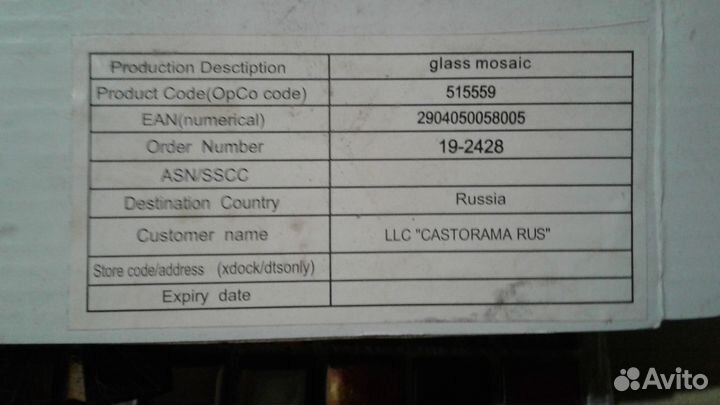 Production Desctiption glass mosaic
Product Code(OpCo code) 515559
EAN(numerical) 2904050058005
Order Number 19-2428
ASN/SSCC
Destination Country Russia
Customer name LLC "CASTORAMA RUS"
Store code/address (xdock/dtsonly)
Expiry date
Avito